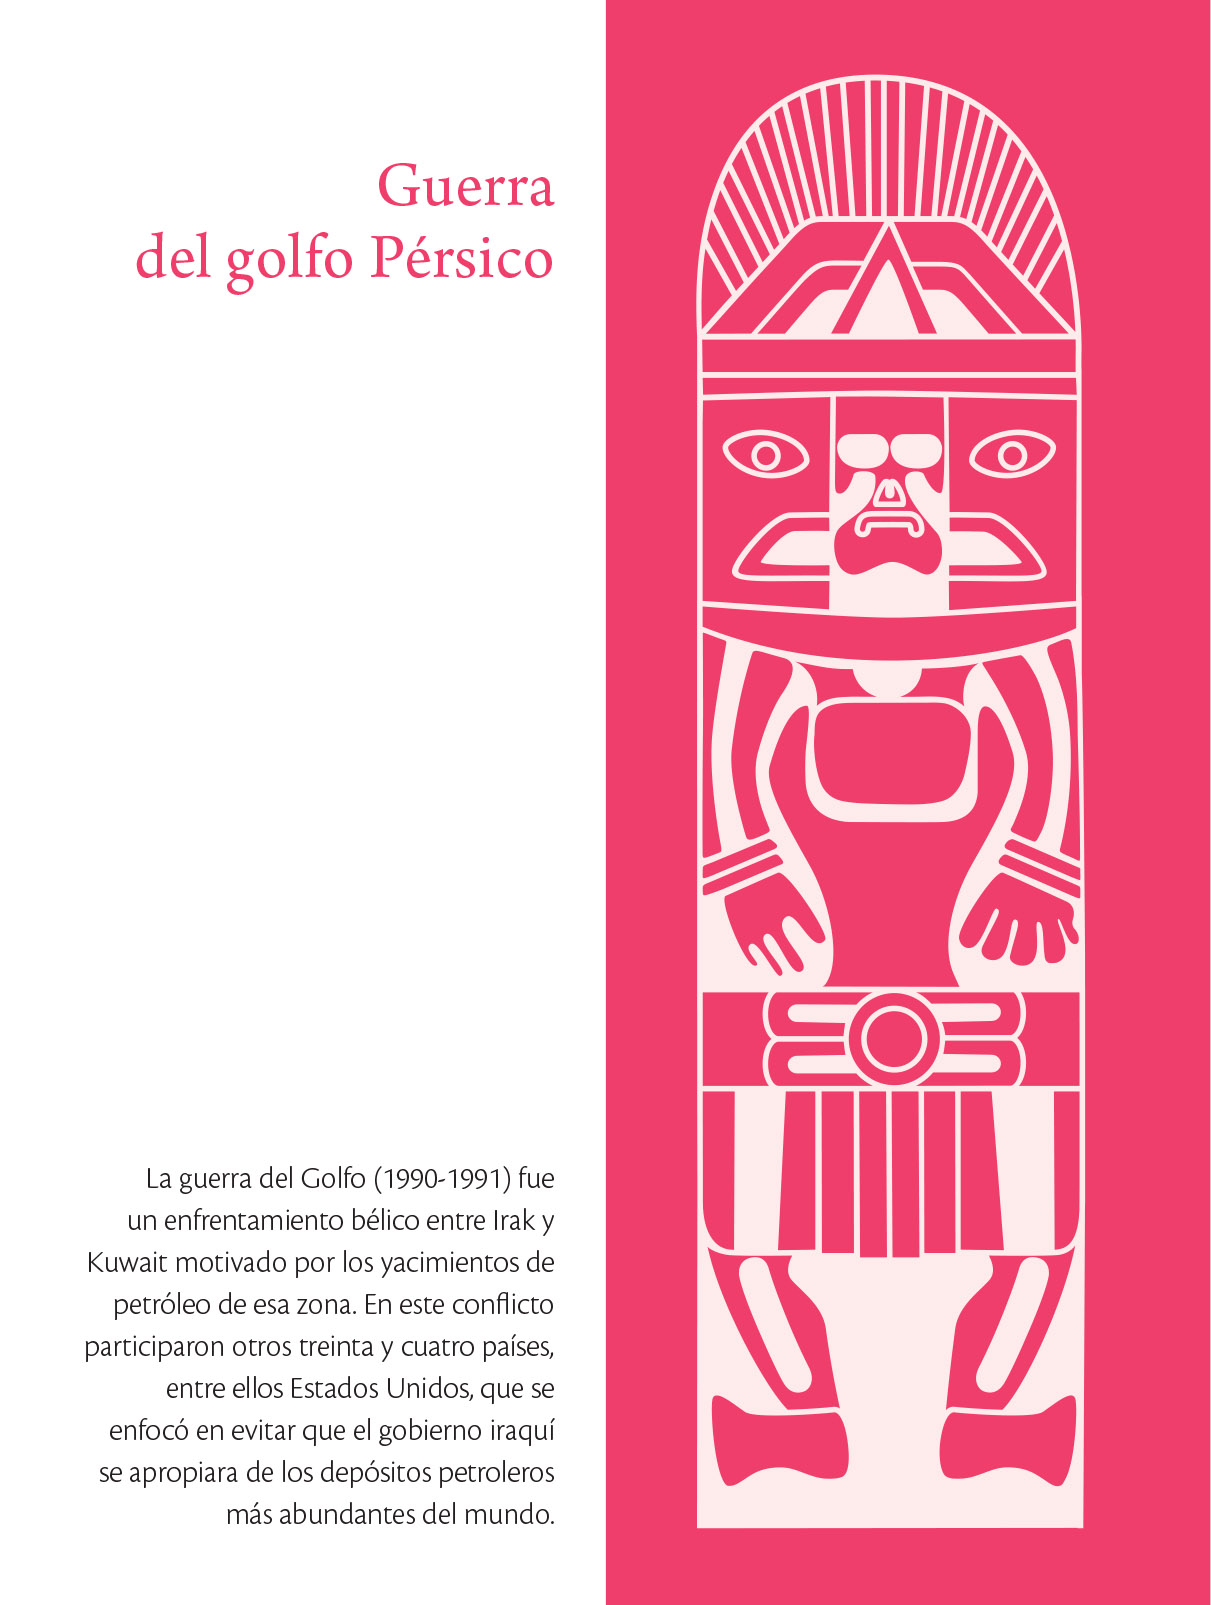 Guerra
del golfo Pérsico
La guerra del Golfo (1990-1991) fue
un enfrentamiento bélico entre Irak y
Kuwait motivado por los yacimientos de
petróleo de esa zona. En este conflicto
participaron otros treinta y cuatro países,
entre ellos Estados Unidos, que se
enfocó en evitar que el gobierno iraquí
se apropiara de los depósitos petroleros
más abundantes del mundo.